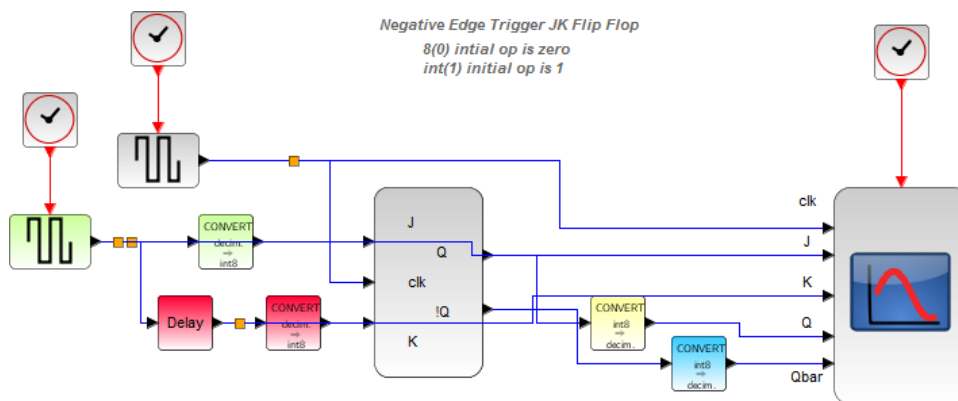 Negative Edge Trigger JK Flip Flop
8(0) intial op is zero
int(1) initial op is 1
clk
J
K
Q
Qbar
CONVERT
decim.
int8
Delay
CONVERT
decim.
int8
J
Q
clk
!Q
K
CONVERT
int8
decim.
CONVERT
int8
decim.